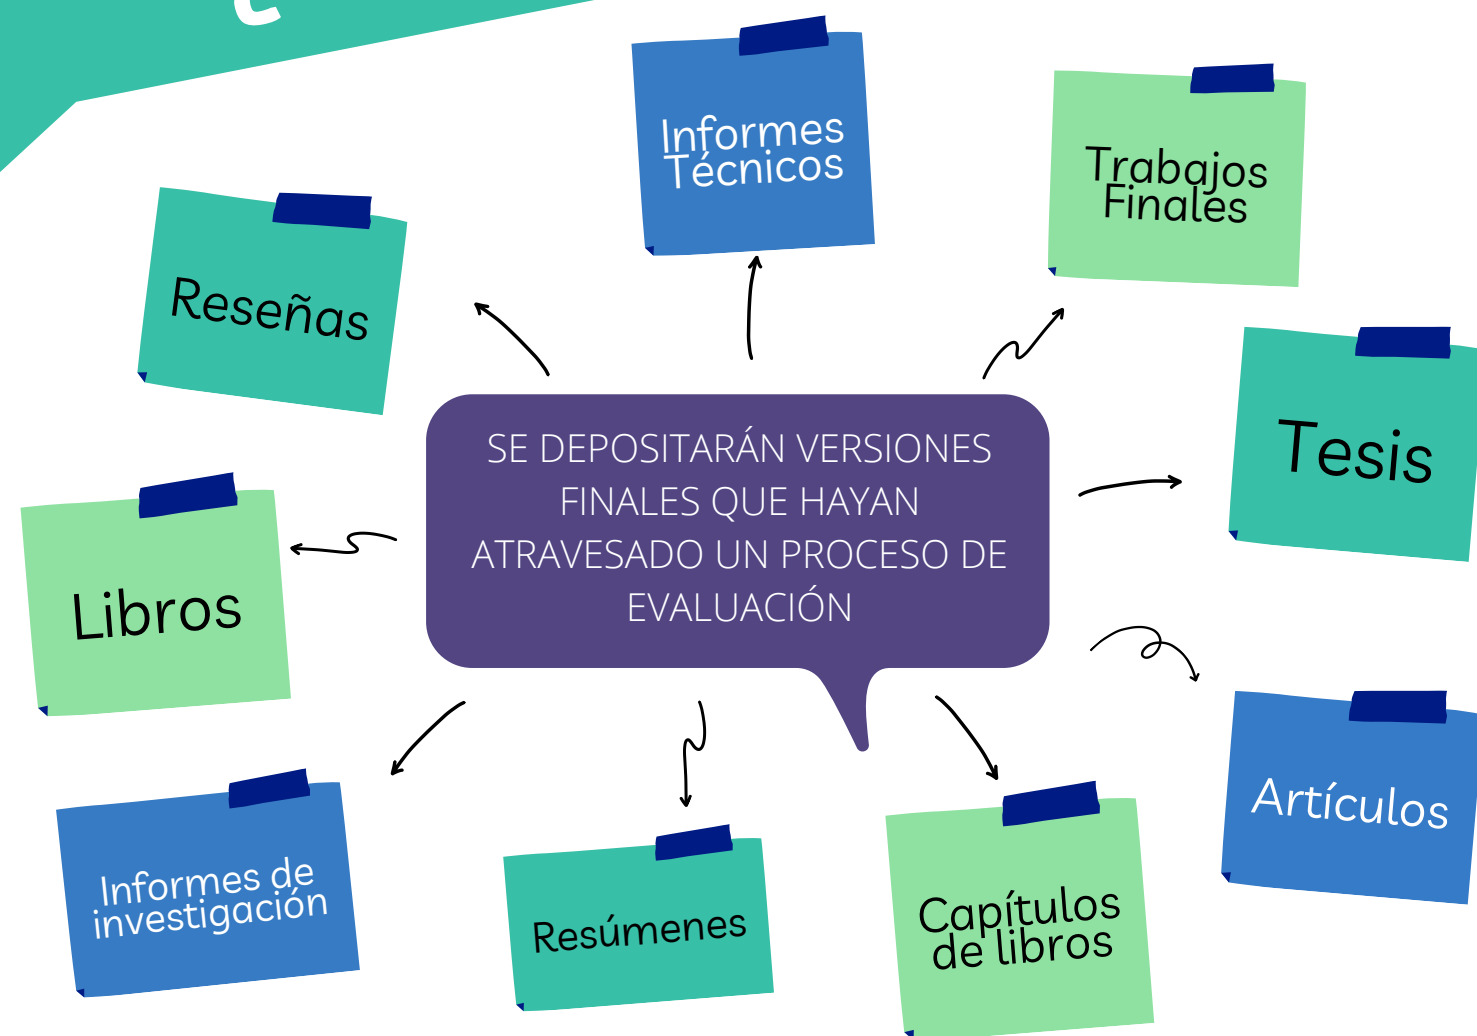 Informes
Técnicos
Trabajos
Finales
Reseñas
Tesis
SE DEPOSITARÁN VERSIONES
FINALES QUE HAYAN
ATRAVESADO UN PROCESO DE
EVALUACIÓN
Libros
Artículos
Informes de
investigación
Resúmenes
Capítulos
de libros